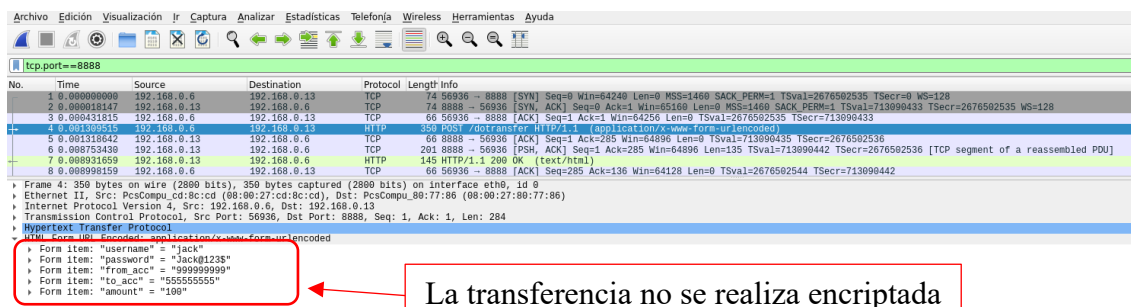 Archivo Edición Visualización Ir Captura Analizar Estadísticas Telefonía Wireless Herramientas Ayuda
tcp.port==8888
No. Time Source Destination Protocol Length Info
1 0.000000000 192.168.0.6 192.168.0.13 TCP 74 56936 → 8888 [SYN] Seq=0 Win=64240 Len=0 MSS=1460 SACK_PERM=1 TSval=2676502535 TSecr=0 WS=128
2 0.000018147 192.168.0.13 192.168.0.6 TCP 74 8888 → 56936 [SYN, ACK] Seq=0 Ack=1 Win=65160 Len=0 MSS=1460 SACK_PERM=1 TSval=713090433 TSecr=2676502535 WS=128
3 0.000431815 192.168.0.6 192.168.0.13 TCP 66 56936 → 8888 [ACK] Seq=1 Ack=1 Win=64256 Len=0 TSval=2676502535 TSecr=713090433
4 0.001309515 192.168.0.6 192.168.0.13 HTTP 350 POST /dotransfer HTTP/1.1 (application/x-www-form-urlencoded)
5 0.001318642 192.168.0.13 192.168.0.6 TCP 66 8888 → 56936 [ACK] Seq=1 Ack=285 Win=64896 Len=0 TSval=713090435 TSecr=2676502536
6 0.008753430 192.168.0.13 192.168.0.6 TCP 201 8888 → 56936 [PSH, ACK] Seq=1 Ack=285 Win=64896 Len=135 TSval=713090442 TSecr=2676502536 [TCP segment of a reassembled PDU]
7 0.008931659 192.168.0.13 192.168.0.6 HTTP 145 HTTP/1.1 200 OK (text/html)
8 0.008998159 192.168.0.6 192.168.0.13 TCP 66 56936 → 8888 [ACK] Seq=285 Ack=136 Win=64128 Len=0 TSval=2676502544 TSecr=713090442
Frame 4: 350 bytes on wire (2800 bits), 350 bytes captured (2800 bits) on interface eth0, id 0
Ethernet II, Src: PcsCompu_cd:8c:cd (08:00:27:cd:8c:cd), Dst: PcsCompu_80:77:86 (08:00:27:80:77:86)
Internet Protocol Version 4, Src: 192.168.0.6, Dst: 192.168.0.13
Transmission Control Protocol, Src Port: 56936, Dst Port: 8888, Seq: 1, Ack: 1, Len: 284
Hypertext Transfer Protocol
HTML Form URL Encoded: application/x-www-form-urlencoded
Form item: "username" = "jack"
Form item: "password" = "Jack@123$"
Form item: "from_acc" = "999999999"
Form item: "to_acc" = "555555555"
Form item: "amount" = "100"
La transferencia no se realiza encriptada